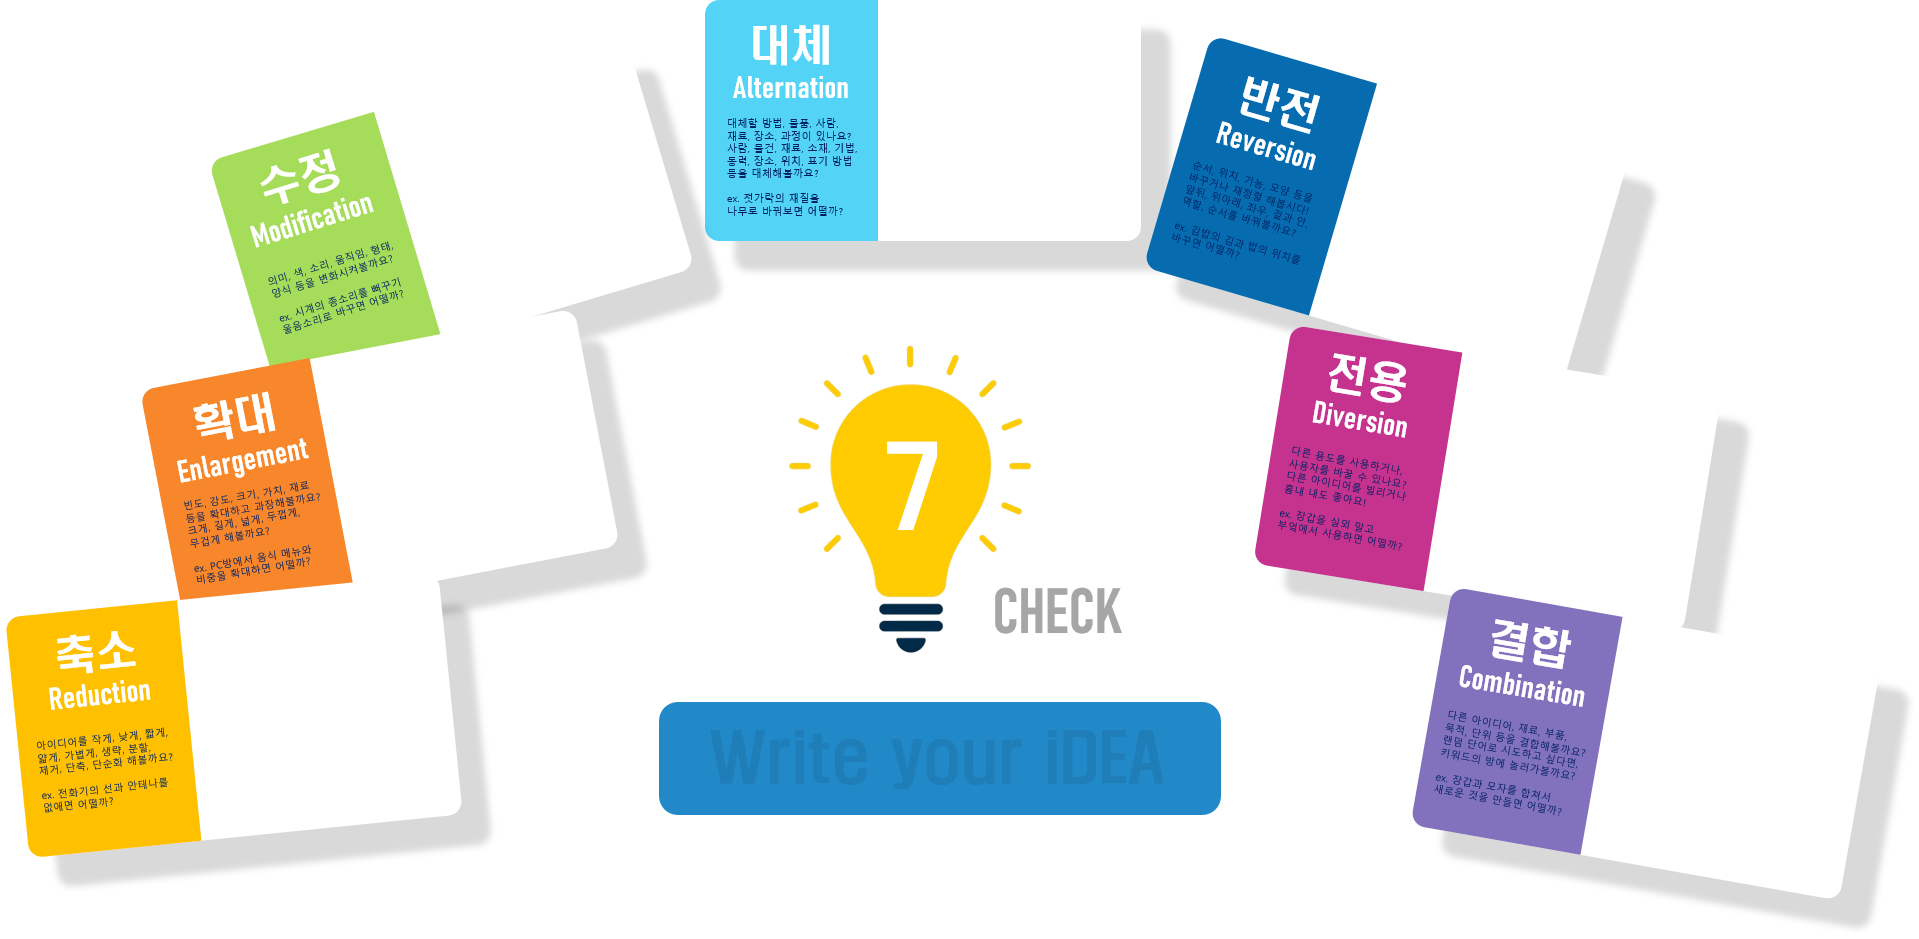 대체
Alternation
대체할 방법, 물품, 사람,
재료, 장소, 과정이 있나요?
사람, 물건, 재료, 소재, 기법,
동력, 장소, 위치, 표기 방법
등을 대체해볼까요?
ex. 젓가락의 재질을
나무로 바꿔보면 어떨까?
반전
Reversion
순서, 위치, 기능, 모양 등을
바꾸거나 재정렬 해봅시다!
앞뒤, 위아래, 좌우, 겉과 안,
역할, 순서를 바꿔볼까요?
ex. 김밥의 김과 밥의 위치를
바꾸면 어떨까?
수정
Modification
의미, 색, 소리, 움직임, 형태,
양식 등을 변화시켜볼까요?
ex. 시계의 종소리를 뻐꾸기
울음소리로 바꾸면 어떨까?
전용
Diversion
다른 용도를 사용하거나,
사용자를 바꿀 수 있나요?
다른 아이디어를 빌리거나
흉내 내도 좋아요!
ex. 장갑을 실외 말고
부엌에서 사용하면 어떨까?
확대
Enlargement
빈도, 강도, 크기, 가치, 재료
등을 확대하고 과장해볼까요?
크게, 길게, 넓게, 두껍게,
무겁게 해볼까요?
ex. PC방에서 음식 메뉴와
비중을 확대하면 어떨까?
7
CHECK
결합
Combination
다른 아이디어, 재료, 부품,
목적, 단위 등을 결합해볼까요?
랜덤 단어로 시도하고 싶다면,
키워드의 방에 놀러가볼까요?
ex. 장갑과 모자를 합쳐서
새로운 것을 만들면 어떨까?
축소
Reduction
아이디어를 작게, 낮게, 짧게,
얇게, 가볍게, 생략, 분할,
제거, 단축, 단순화 해볼까요?
ex. 전화기의 선과 안테나를
없애면 어떨까?
Write your iDEA